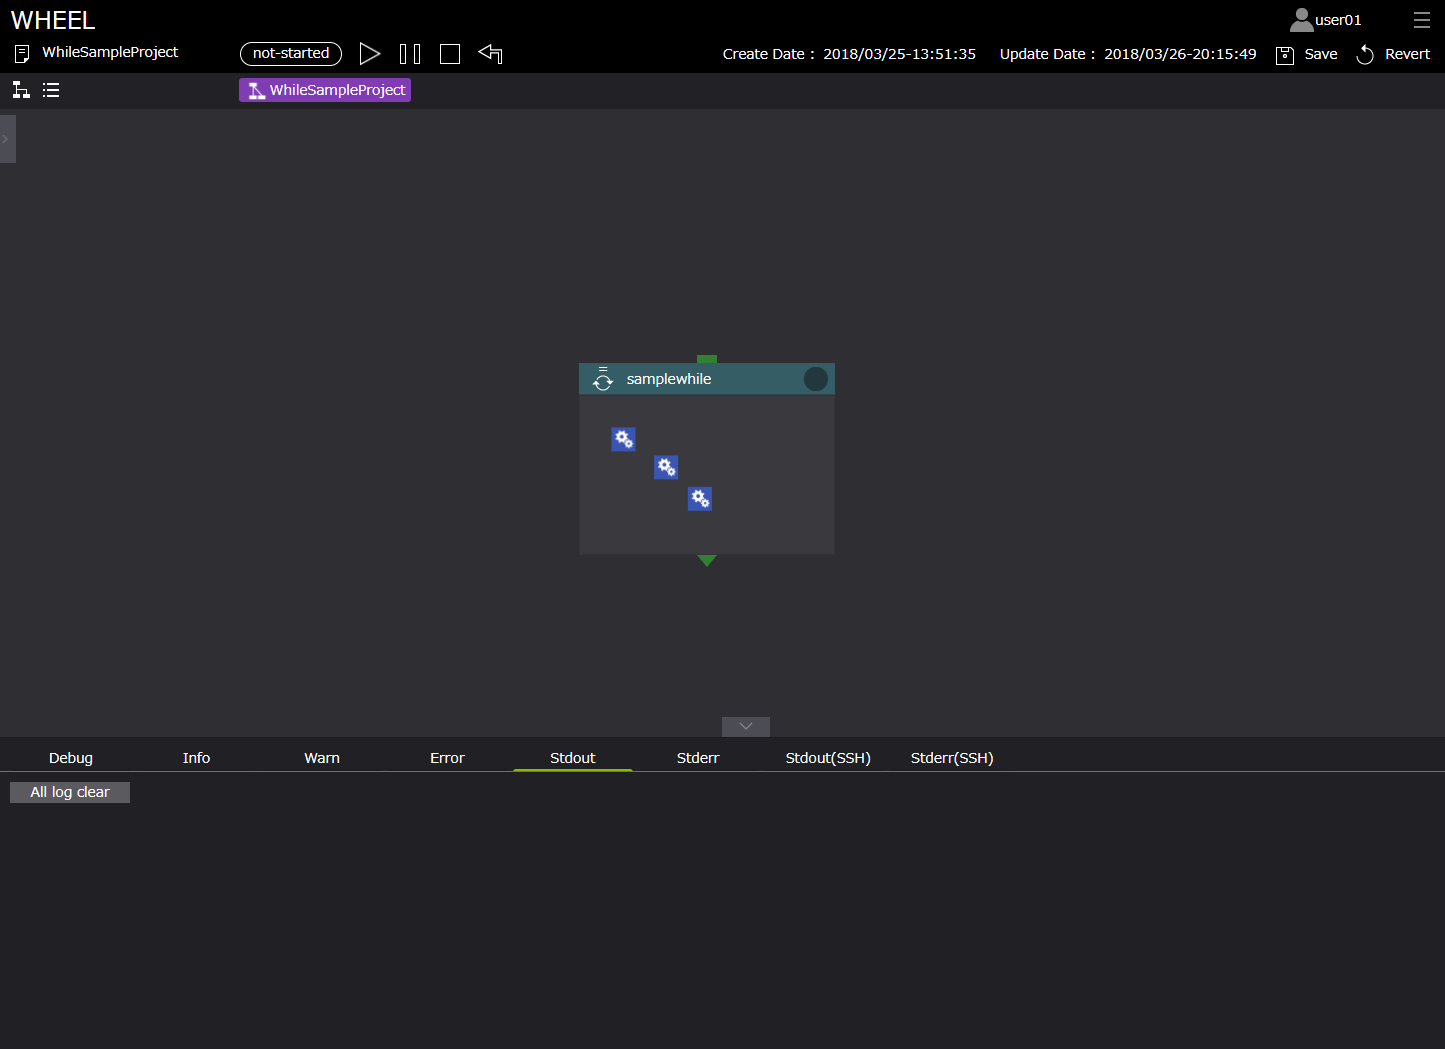 WHEEL
user01
WhileSampleProject
not-started
Create Date : 2018/03/25-13:51:35
Update Date : 2018/03/26-20:15:49
Save
Revert
WhileSampleProject
samplewhile
Debug
Info
Warn
Error
Stdout
Stderr
Stdout(SSH)
Stderr(SSH)
All log clear